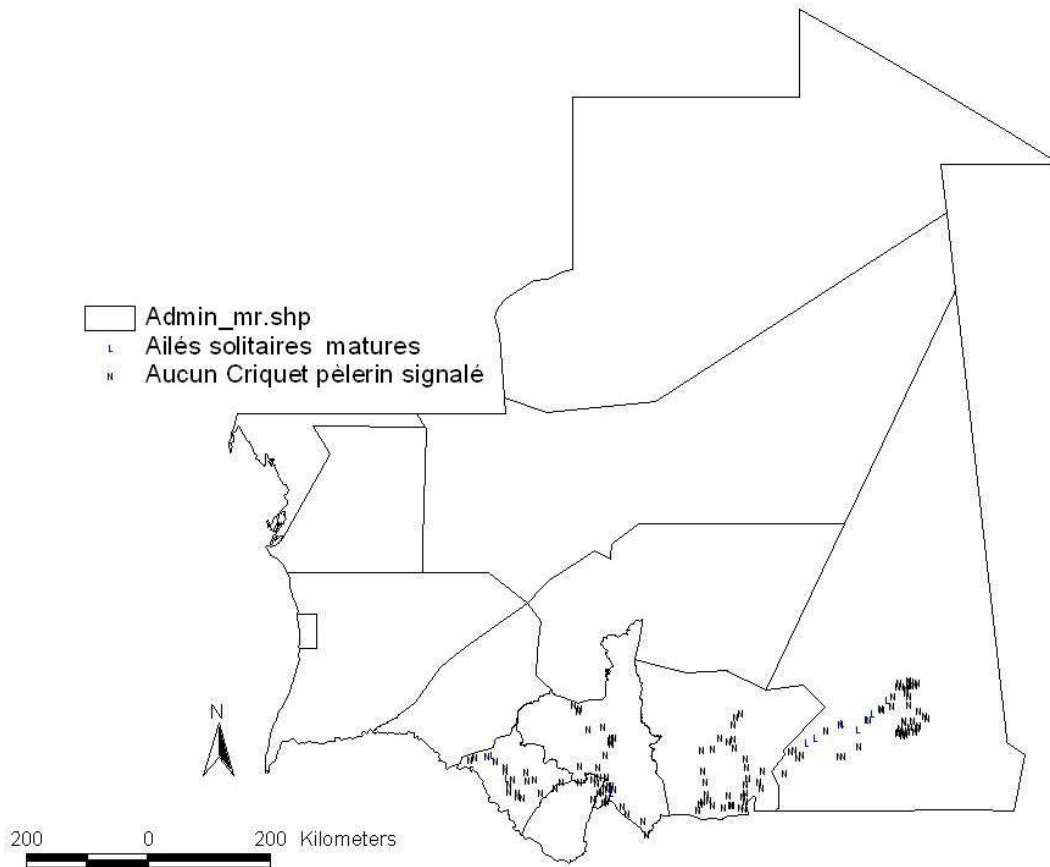 Admin_mr.shp
L Ailés solitaires matures
N Aucun Criquet pèlerin signalé
N
200 0 200 Kilometers